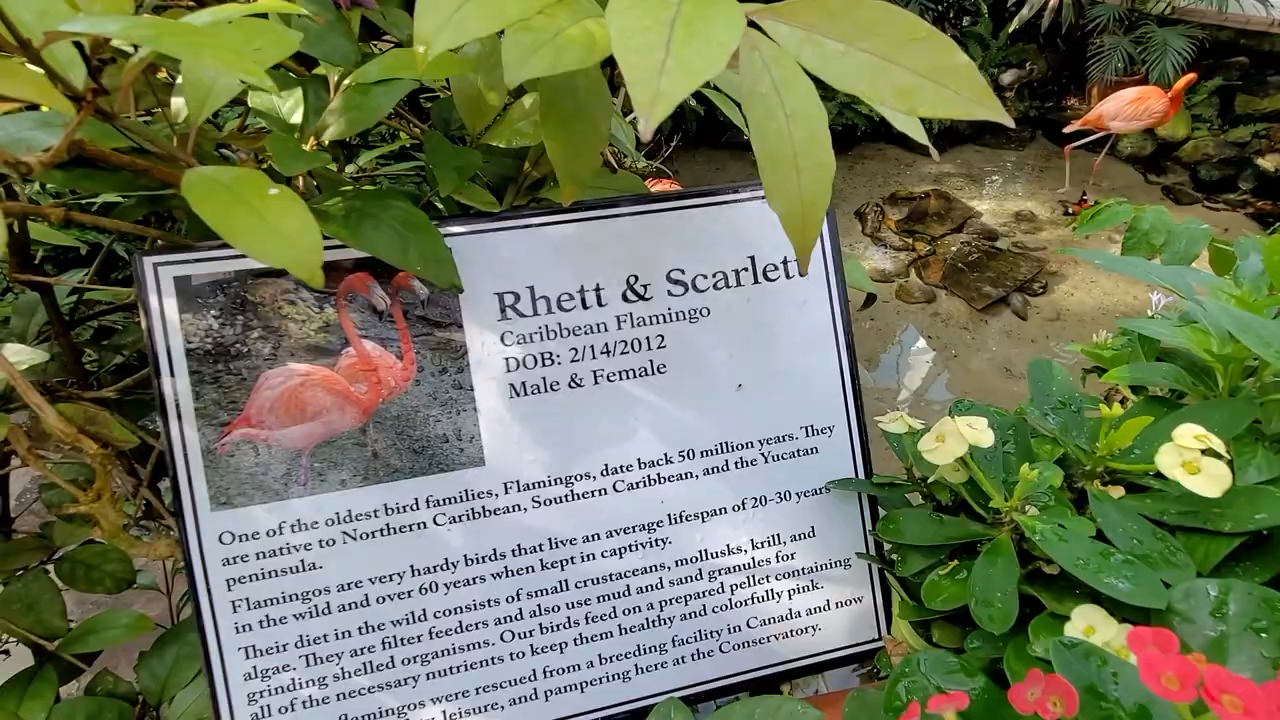 Rhett & Scarlett
Caribbean Flamingo
DOB: 2/14/2012
Male & Female
One of the oldest bird families, Flamingos, date back 50 million years. They
are native to Northern Caribbean, Southern Caribbean, and the Yucatan
peninsula.
Flamingos are very hardy birds that live an average lifespan of 20-30 years
in the wild and over 60 years when kept in captivity.
Their diet in the wild consists of small crustaceans, mollusks, krill, and
algae. They are filter feeders and also use mud and sand granules for
grinding shelled organisms. Our birds feed on a prepared pellet containing
all of the necessary nutrients to keep them healthy and colorfully pink.
flamingos were rescued from a breeding facility in Canada and now
leisure, and pampering here at the Conservatory.